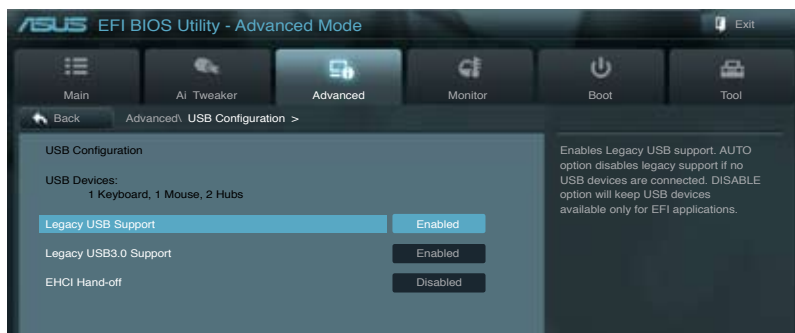 ASUS EFI BIOS Utility - Advanced Mode
Exit
Main
Ai Tweaker
Advanced
Monitor
Boot
Tool
Back
Advanced\ USB Configuration >
USB Configuration
USB Devices:
1 Keyboard, 1 Mouse, 2 Hubs
Legacy USB Support Enabled
Legacy USB3.0 Support Enabled
EHCI Hand-off Disabled
Enables Legacy USB support. AUTO
option disables legacy support if no
USB devices are connected. DISABLE
option will keep USB devices
available only for EFI applications.